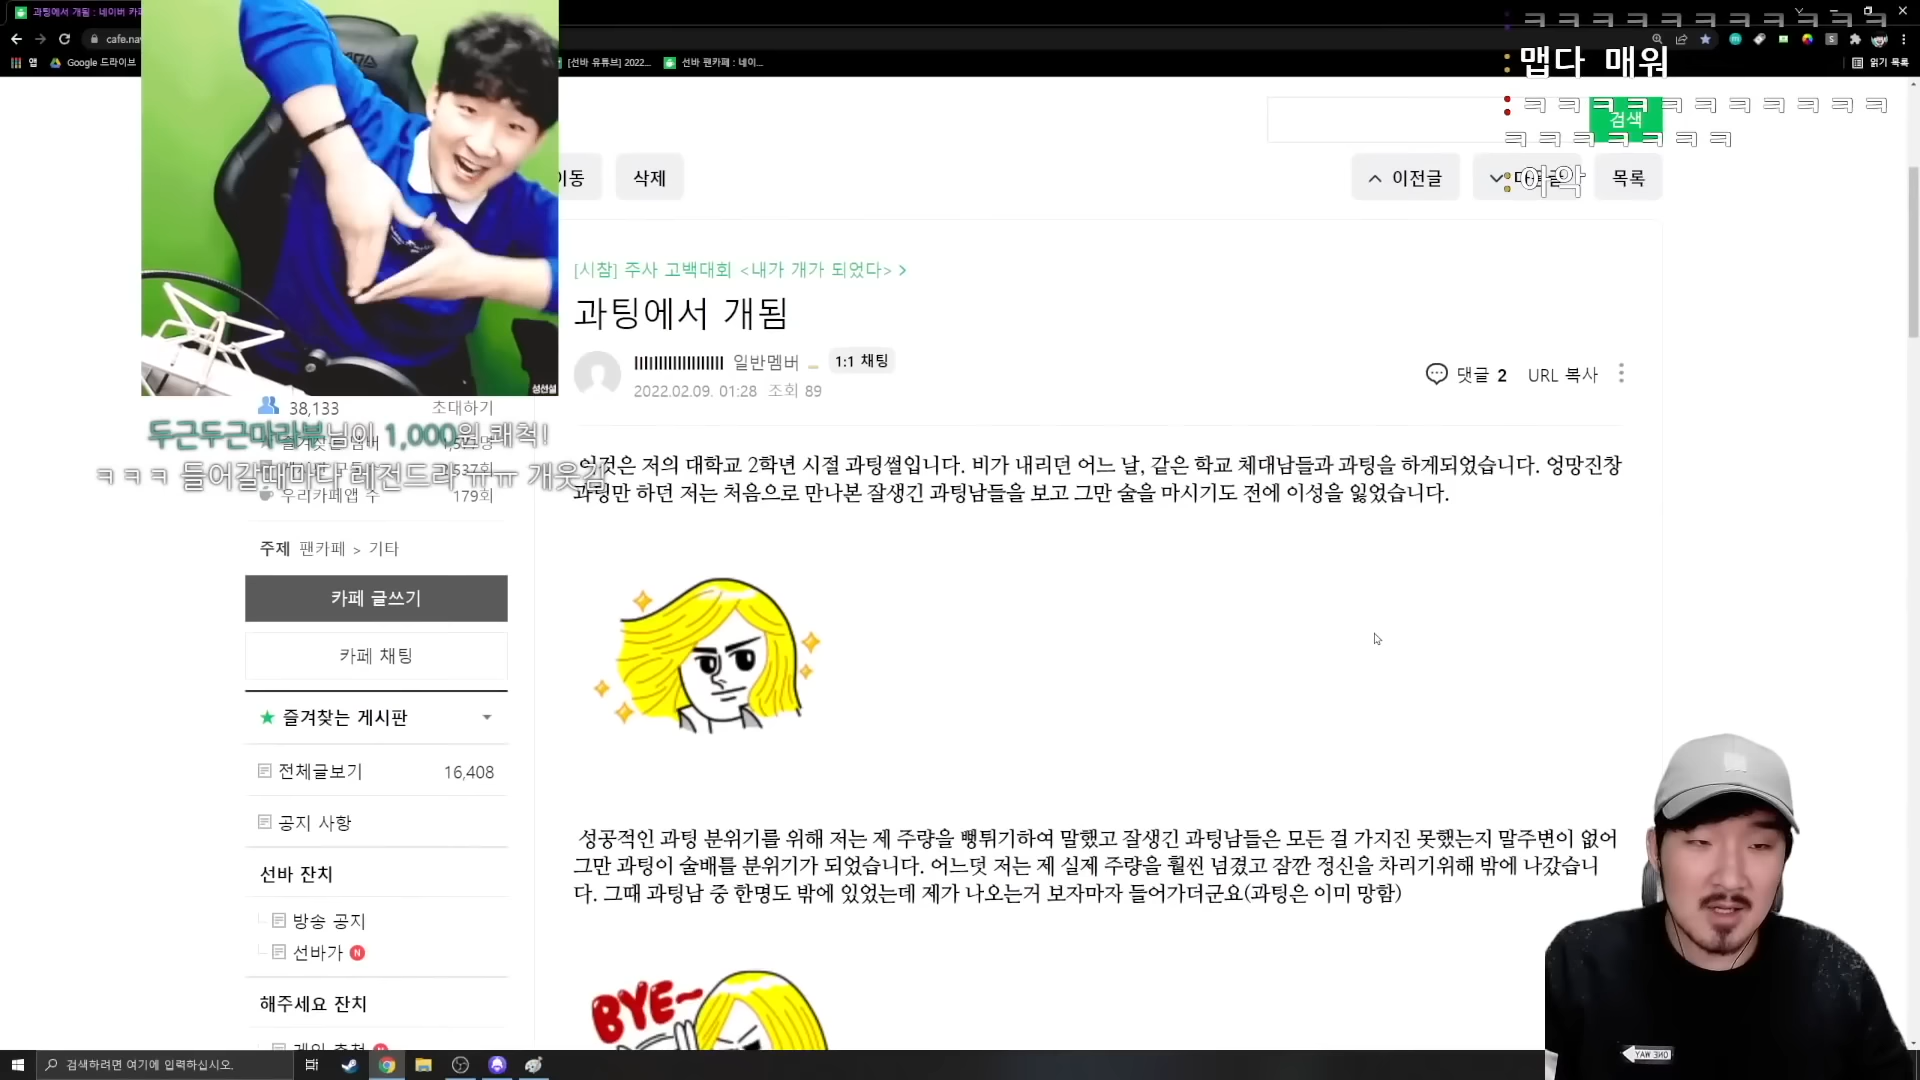 과팅에서 개됨 : 네이버 카페
cafe.na
앱
Google 드라이브
[선바 유튜브] 2022...
선바 팬카페 : 네이...
읽기 목록
ㅋㅋㅋㅋㅋㅋㅋㅋㅋㅋㅋ
맵다 매워
ㅋㅋㅋㅋㅋㅋㅋㅋㅋㅋㅋ
ㅋㅋㅋㅋㅋㅋㅋ
검색
이동
삭제
이전글
목록
성선설
[시참] 주사 고백대회 <내가 개가 되었다> >
과팅에서 개됨
일반멤버
1:1 채팅
2022.02.09. 01:28 조회 89
댓글 2
URL 복사
38,133
초대하기
두근두근마라북님이 1,000원 쾌척!
ㅋㅋㅋ 들어갈때마다 레전드라 ㅠㅠ 개웃김
우리카페앱 수
179회
이것은 저의 대학교 2학년 시절 과팅썰입니다. 비가 내리던 어느 날, 같은 학교 체대남들과 과팅을 하게되었습니다. 엉망진창
과팅만 하던 저는 처음으로 만나본 잘생긴 과팅남들을 보고 그만 술을 마시기도 전에 이성을 잃었습니다.
주제 팬카페 > 기타
카페 글쓰기
카페 채팅
즐겨찾는 게시판
전체글보기
16,408
공지 사항
선바 잔치
방송 공지
선바가 N
해주세요 잔치
성공적인 과팅 분위기를 위해 저는 제 주량을 뻥튀기하여 말했고 잘생긴 과팅남들은 모든 걸 가지진 못했는지 말주변이 없어
그만 과팅이 술배틀 분위기가 되었습니다. 어느덧 저는 제 실제 주량을 훨씬 넘겼고 잠깐 정신을 차리기위해 밖에 나갔습니
다. 그때 과팅남 중 한명도 밖에 있었는데 제가 나오는거 보자마자 들어가더군요(과팅은 이미 망함)
BYE~
ONE WAY
검색하려면 여기에 입력하십시오.